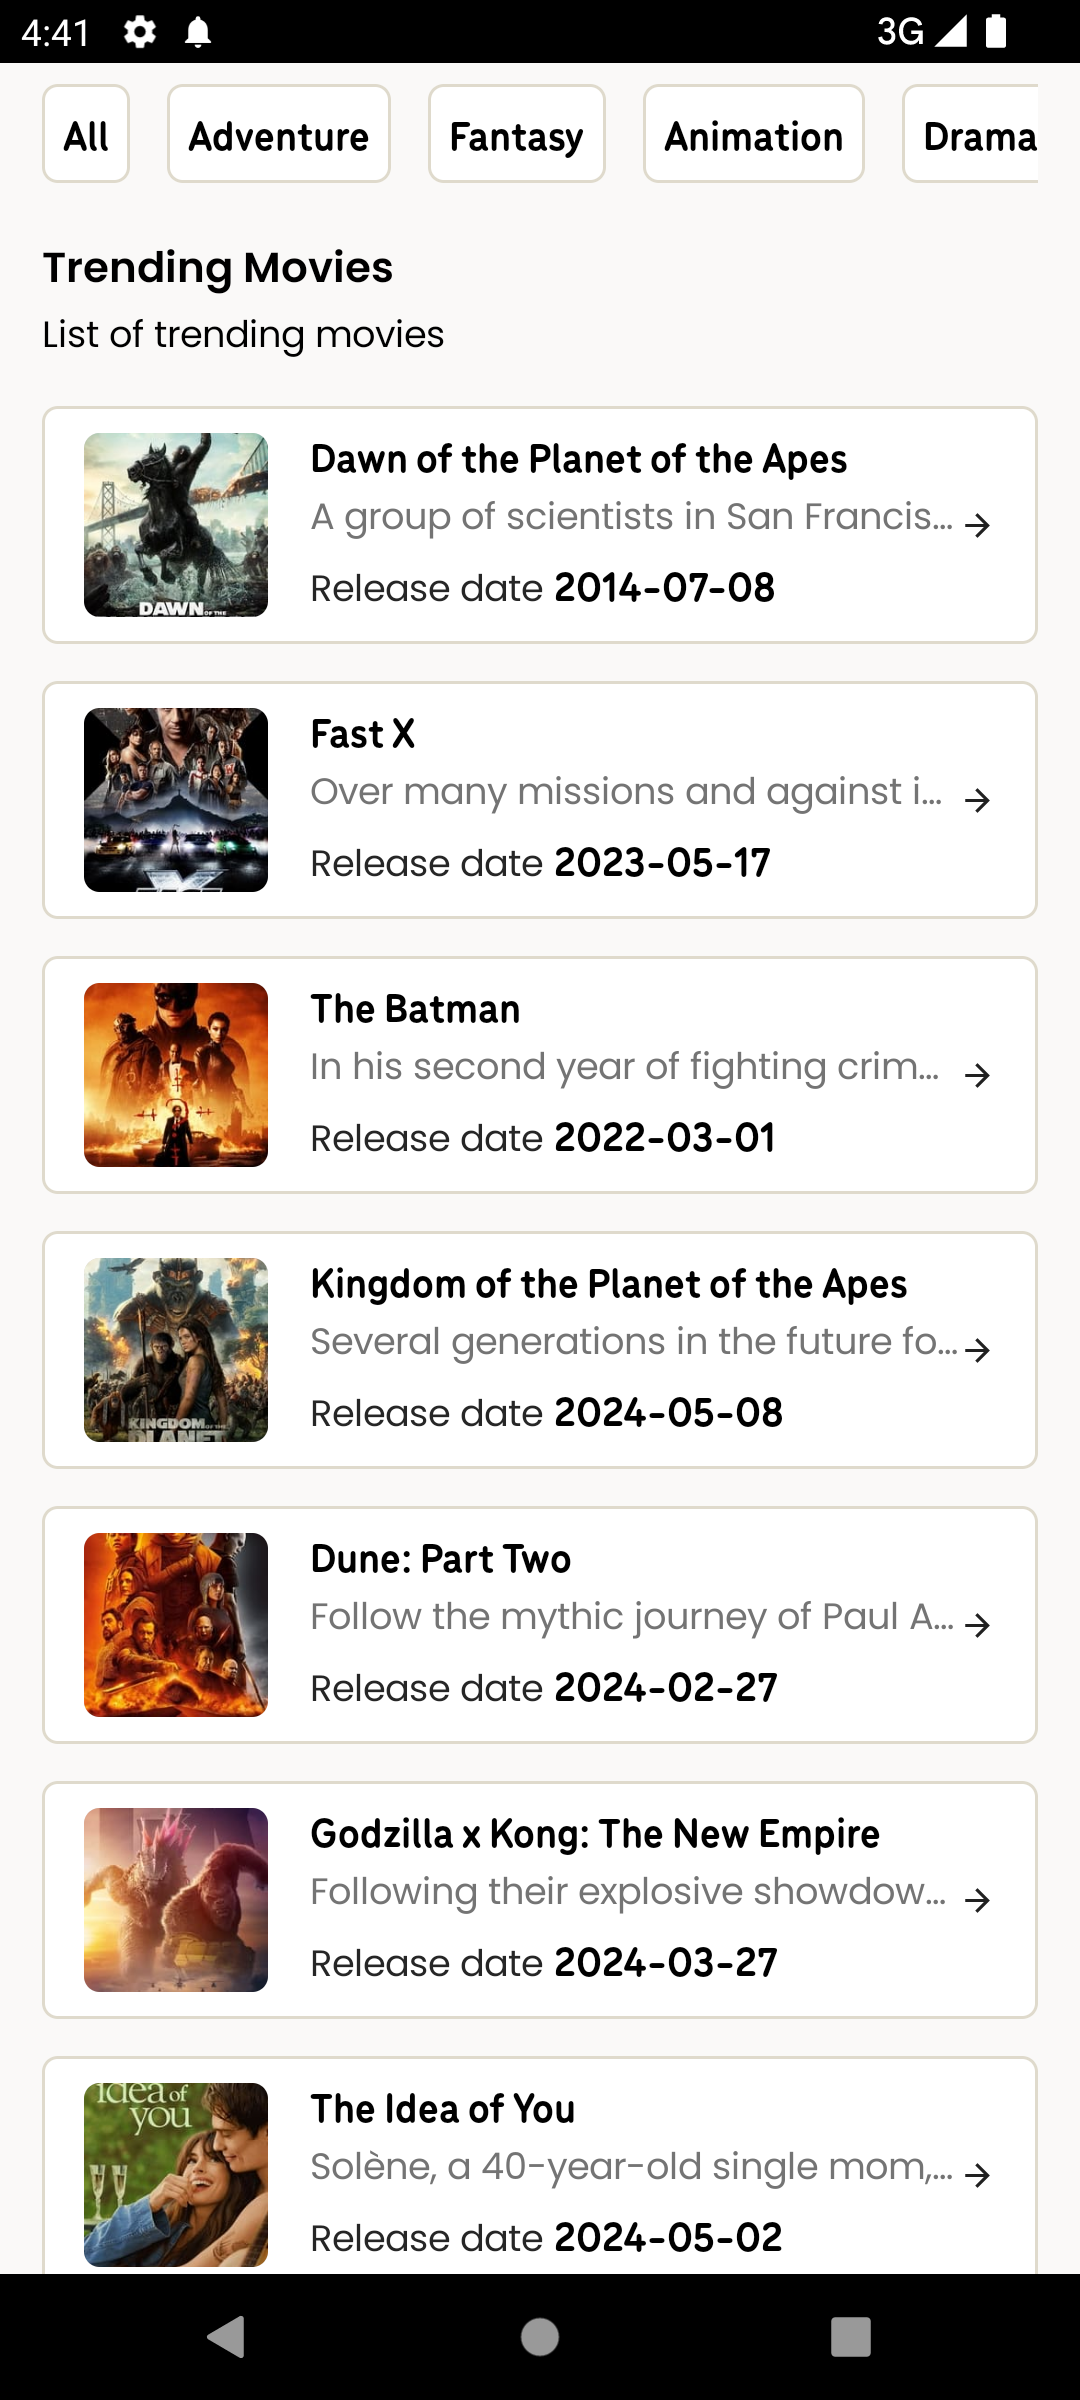 4:41 3G
All Adventure Fantasy Animation Drama
Trending Movies
List of trending movies
DAWN OF THE
Dawn of the Planet of the Apes
A group of scientists in San Francis...
Release date 2014-07-08
Fast X
Over many missions and against i...
Release date 2023-05-17
The Batman
In his second year of fighting crim...
Release date 2022-03-01
KINGDOM OF THE
PLANET
Kingdom of the Planet of the Apes
Several generations in the future fo...
Release date 2024-05-08
Dune: Part Two
Follow the mythic journey of Paul A...
Release date 2024-02-27
Godzilla x Kong: The New Empire
Following their explosive showdow...
Release date 2024-03-27
idea of
you
The Idea of You
Solène, a 40-year-old single mom,...
Release date 2024-05-02